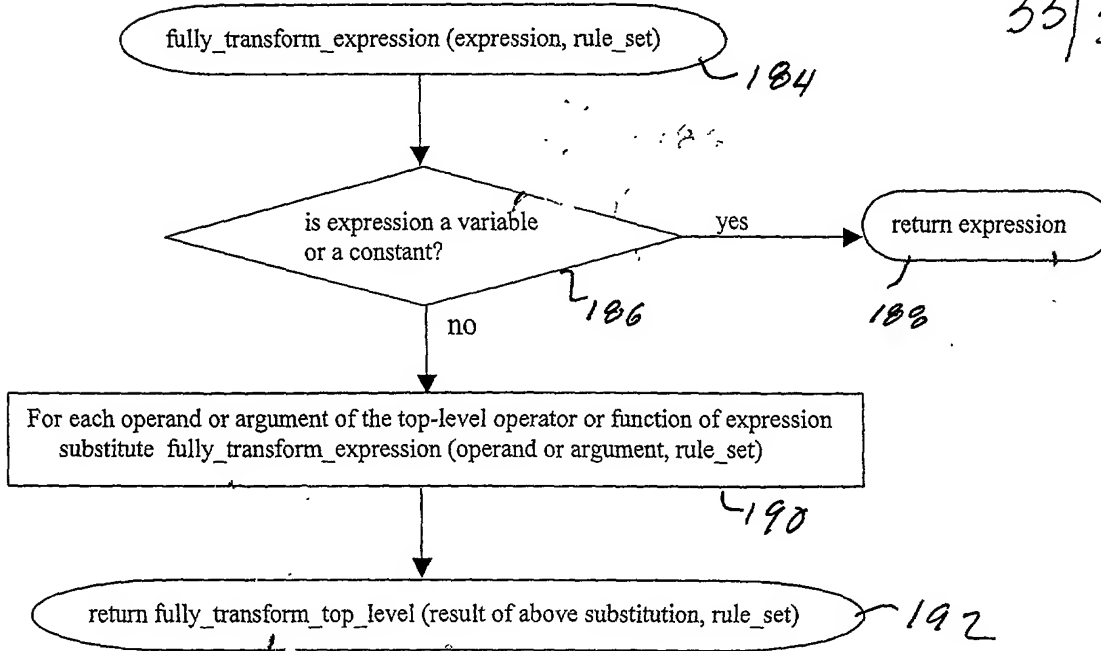 33/
fully_transform_expression (expression, rule_set)
184
is expression a variable
or a constant?
yes
return expression
186
188
no
For each operand or argument of the top-level operator or function of expression
substitute fully_transform_expression (operand or argument, rule_set)
190
return fully_transform_top_level (result of above substitution, rule_set)
192